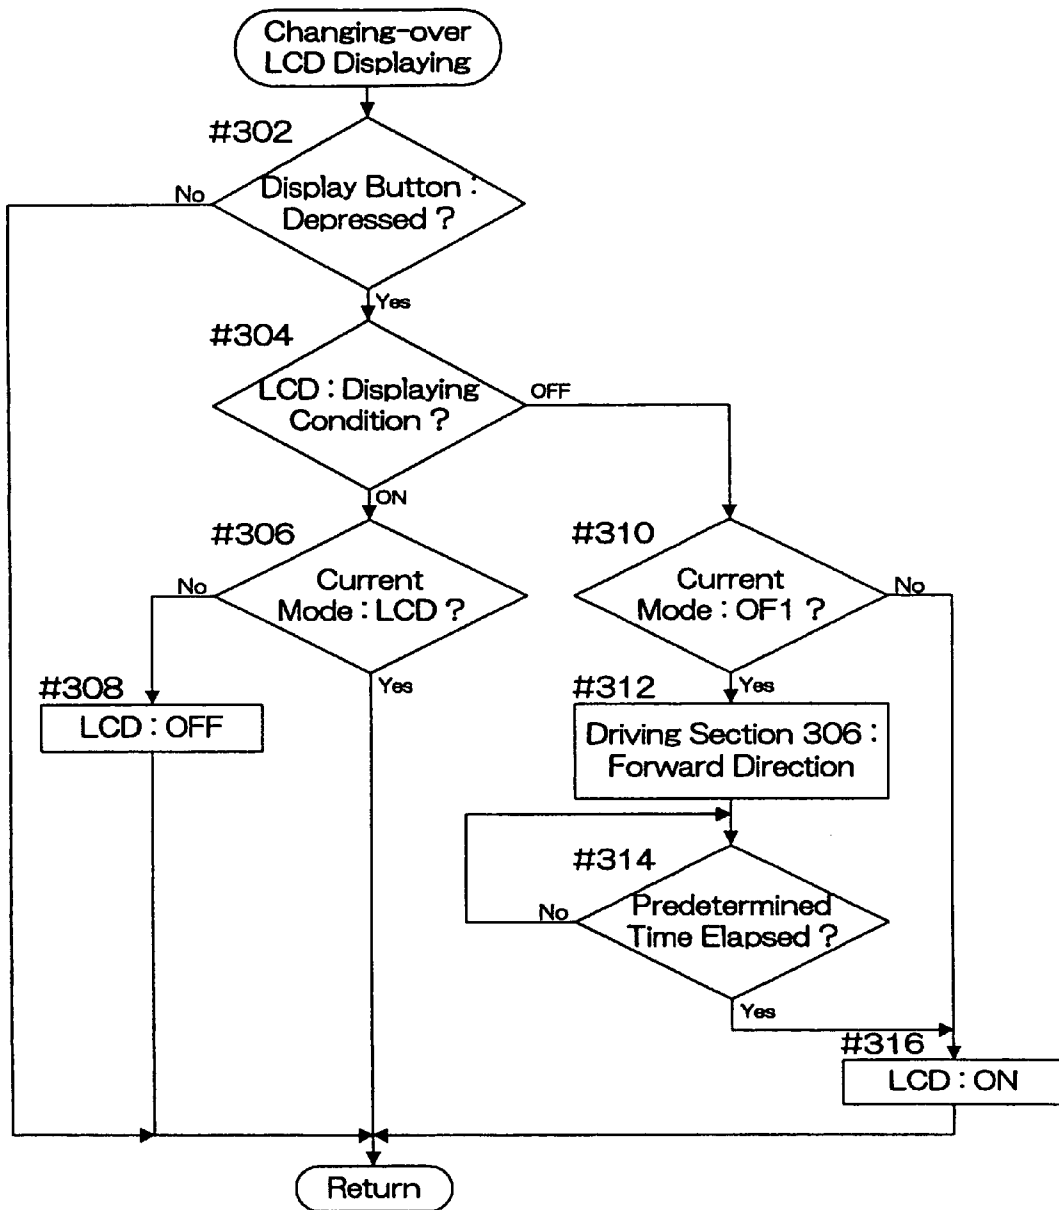 Changing-over
LCD Displaying
#302
No
Display Button :
Depressed ?
Yes
#304
LCD : Displaying
Condition ?
OFF
ON
#306
No
Current
Mode : LCD ?
Yes
#308
LCD : OFF
#310
Current
Mode : OF1 ?
No
Yes
#312
Driving Section 306 :
Forward Direction
#314
No
Predetermined
Time Elapsed ?
Yes
#316
LCD : ON
Return